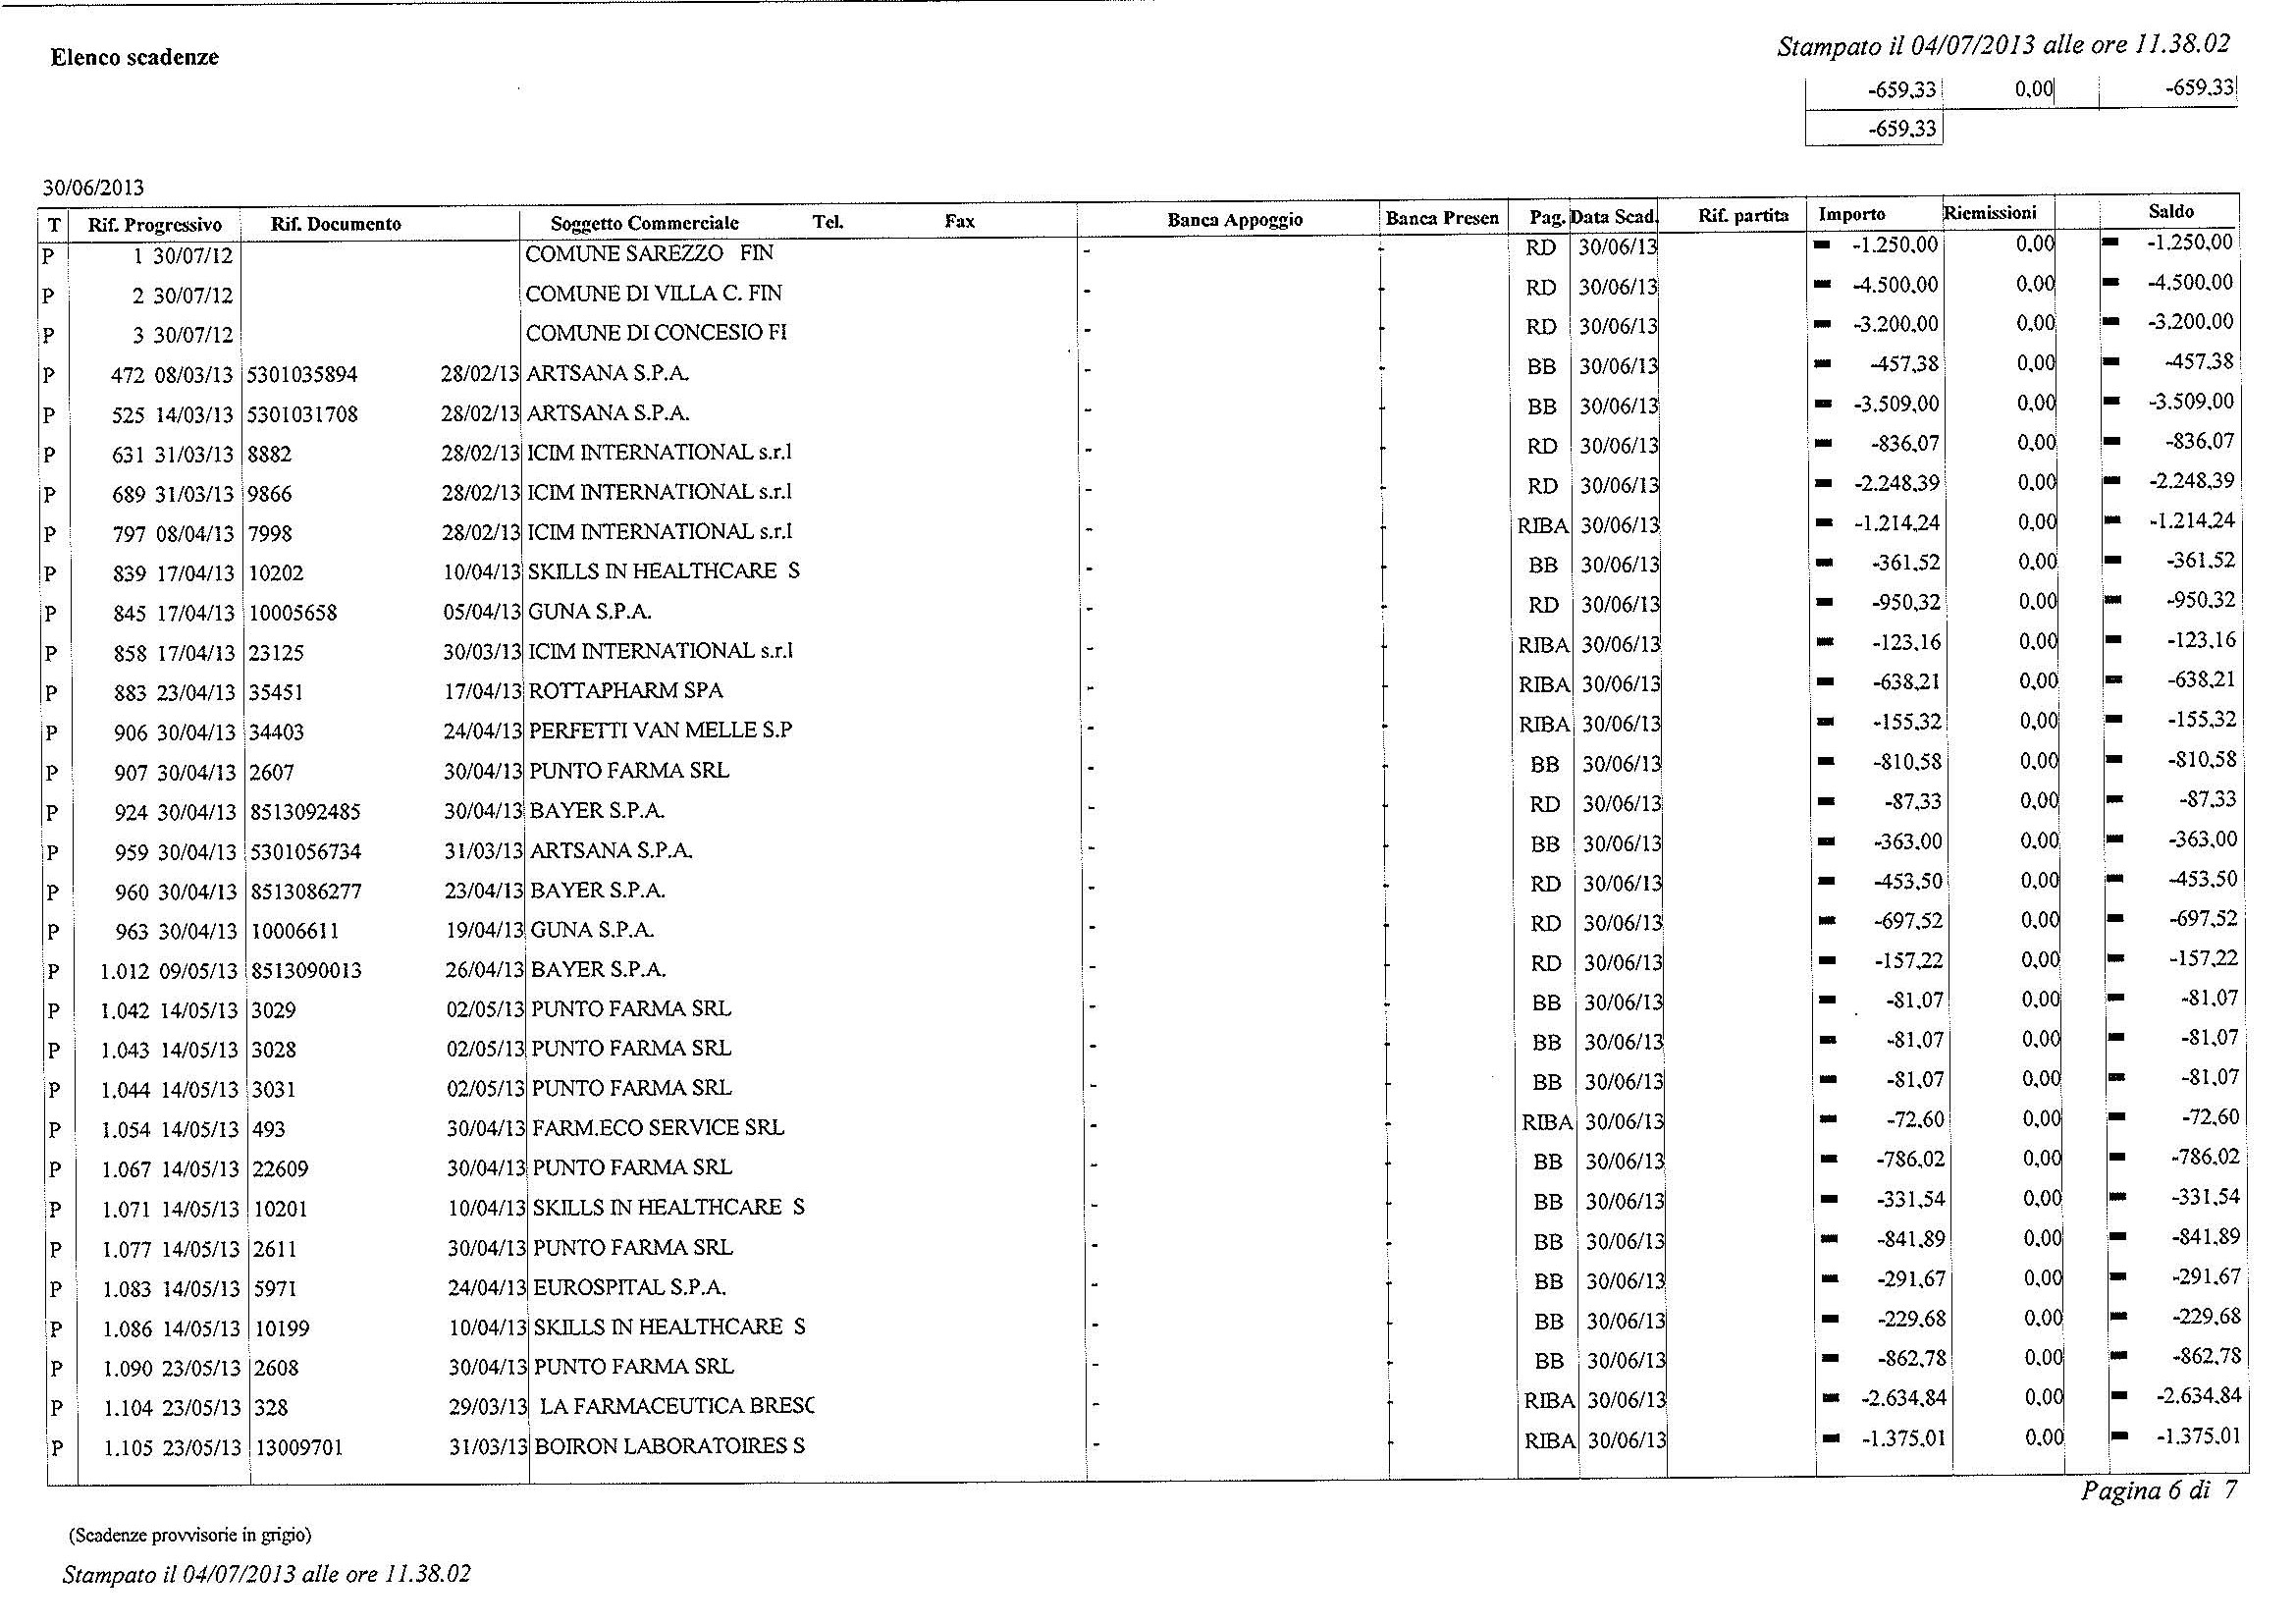 Elenco scadenze
Stampato il 04/07/2013 alle ore 11.38.02
-659,33 0,00 -659,33
-659,33
30/06/2013
T Rif. Progressivo Rif. Documento Soggetto Commerciale Tel. Fax Banca Appoggio Banca Presen Pag. Data Scad. Rif. partita Importo Riemissioni Saldo
P 1 30/07/12 COMUNE SAREZZO FIN - - RD 30/06/13 -1.250,00 0,00 -1.250,00
P 2 30/07/12 COMUNE DI VILLA C. FIN - - RD 30/06/13 -4.500,00 0,00 -4.500,00
P 3 30/07/12 COMUNE DI CONCESIO FI - - RD 30/06/13 -3.200,00 0,00 -3.200,00
P 472 08/03/13 5301035894 28/02/13 ARTSANA S.P.A. - - BB 30/06/13 -457,38 0,00 -457,38
P 525 14/03/13 5301031708 28/02/13 ARTSANA S.P.A. - - BB 30/06/13 -3.509,00 0,00 -3.509,00
P 631 31/03/13 8882 28/02/13 ICIM INTERNATIONAL s.r.l - - RD 30/06/13 -836,07 0,00 -836,07
P 689 31/03/13 9866 28/02/13 ICIM INTERNATIONAL s.r.l - - RD 30/06/13 -2.248,39 0,00 -2.248,39
P 797 08/04/13 7998 28/02/13 ICIM INTERNATIONAL s.r.l - - RIBA 30/06/13 -1.214,24 0,00 -1.214,24
P 839 17/04/13 10202 10/04/13 SKILLS IN HEALTHCARE S - - BB 30/06/13 -361,52 0,00 -361,52
P 845 17/04/13 10005658 05/04/13 GUNA S.P.A. - - RD 30/06/13 -950,32 0,00 -950,32
P 858 17/04/13 23125 30/03/13 ICIM INTERNATIONAL s.r.l - - RIBA 30/06/13 -123,16 0,00 -123,16
P 883 23/04/13 35451 17/04/13 ROTTAPHARM SPA - - RIBA 30/06/13 -638,21 0,00 -638,21
P 906 30/04/13 34403 24/04/13 PERFETTI VAN MELLE S.P - - RIBA 30/06/13 -155,32 0,00 -155,32
P 907 30/04/13 2607 30/04/13 PUNTO FARMA SRL - - BB 30/06/13 -810,58 0,00 -810,58
P 924 30/04/13 8513092485 30/04/13 BAYER S.P.A. - - RD 30/06/13 -87,33 0,00 -87,33
P 959 30/04/13 5301056734 31/03/13 ARTSANA S.P.A. - - BB 30/06/13 -363,00 0,00 -363,00
P 960 30/04/13 8513086277 23/04/13 BAYER S.P.A. - - RD 30/06/13 -453,50 0,00 -453,50
P 963 30/04/13 10006611 19/04/13 GUNA S.P.A. - - RD 30/06/13 -697,52 0,00 -697,52
P 1.012 09/05/13 8513090013 26/04/13 BAYER S.P.A. - - RD 30/06/13 -157,22 0,00 -157,22
P 1.042 14/05/13 3029 02/05/13 PUNTO FARMA SRL - - BB 30/06/13 -81,07 0,00 -81,07
P 1.043 14/05/13 3028 02/05/13 PUNTO FARMA SRL - - BB 30/06/13 -81,07 0,00 -81,07
P 1.044 14/05/13 3031 02/05/13 PUNTO FARMA SRL - - BB 30/06/13 -81,07 0,00 -81,07
P 1.054 14/05/13 493 30/04/13 FARM.ECO SERVICE SRL - - RIBA 30/06/13 -72,60 0,00 -72,60
P 1.067 14/05/13 22609 30/04/13 PUNTO FARMA SRL - - BB 30/06/13 -786,02 0,00 -786,02
P 1.071 14/05/13 10201 10/04/13 SKILLS IN HEALTHCARE S - - BB 30/06/13 -331,54 0,00 -331,54
P 1.077 14/05/13 2611 30/04/13 PUNTO FARMA SRL - - BB 30/06/13 -841,89 0,00 -841,89
P 1.083 14/05/13 5971 24/04/13 EUROSPITAL S.P.A. - - BB 30/06/13 -291,67 0,00 -291,67
P 1.086 14/05/13 10199 10/04/13 SKILLS IN HEALTHCARE S - - BB 30/06/13 -229,68 0,00 -229,68
P 1.090 23/05/13 2608 30/04/13 PUNTO FARMA SRL - - BB 30/06/13 -862,78 0,00 -862,78
P 1.104 23/05/13 328 29/03/13 LA FARMACEUTICA BRESC - - RIBA 30/06/13 -2.634,84 0,00 -2.634,84
P 1.105 23/05/13 13009701 31/03/13 BOIRON LABORATOIRES S - - RIBA 30/06/13 -1.375,01 0,00 -1.375,01
Pagina 6 di 7
(Scadenze provvisorie in grigio)
Stampato il 04/07/2013 alle ore 11.38.02